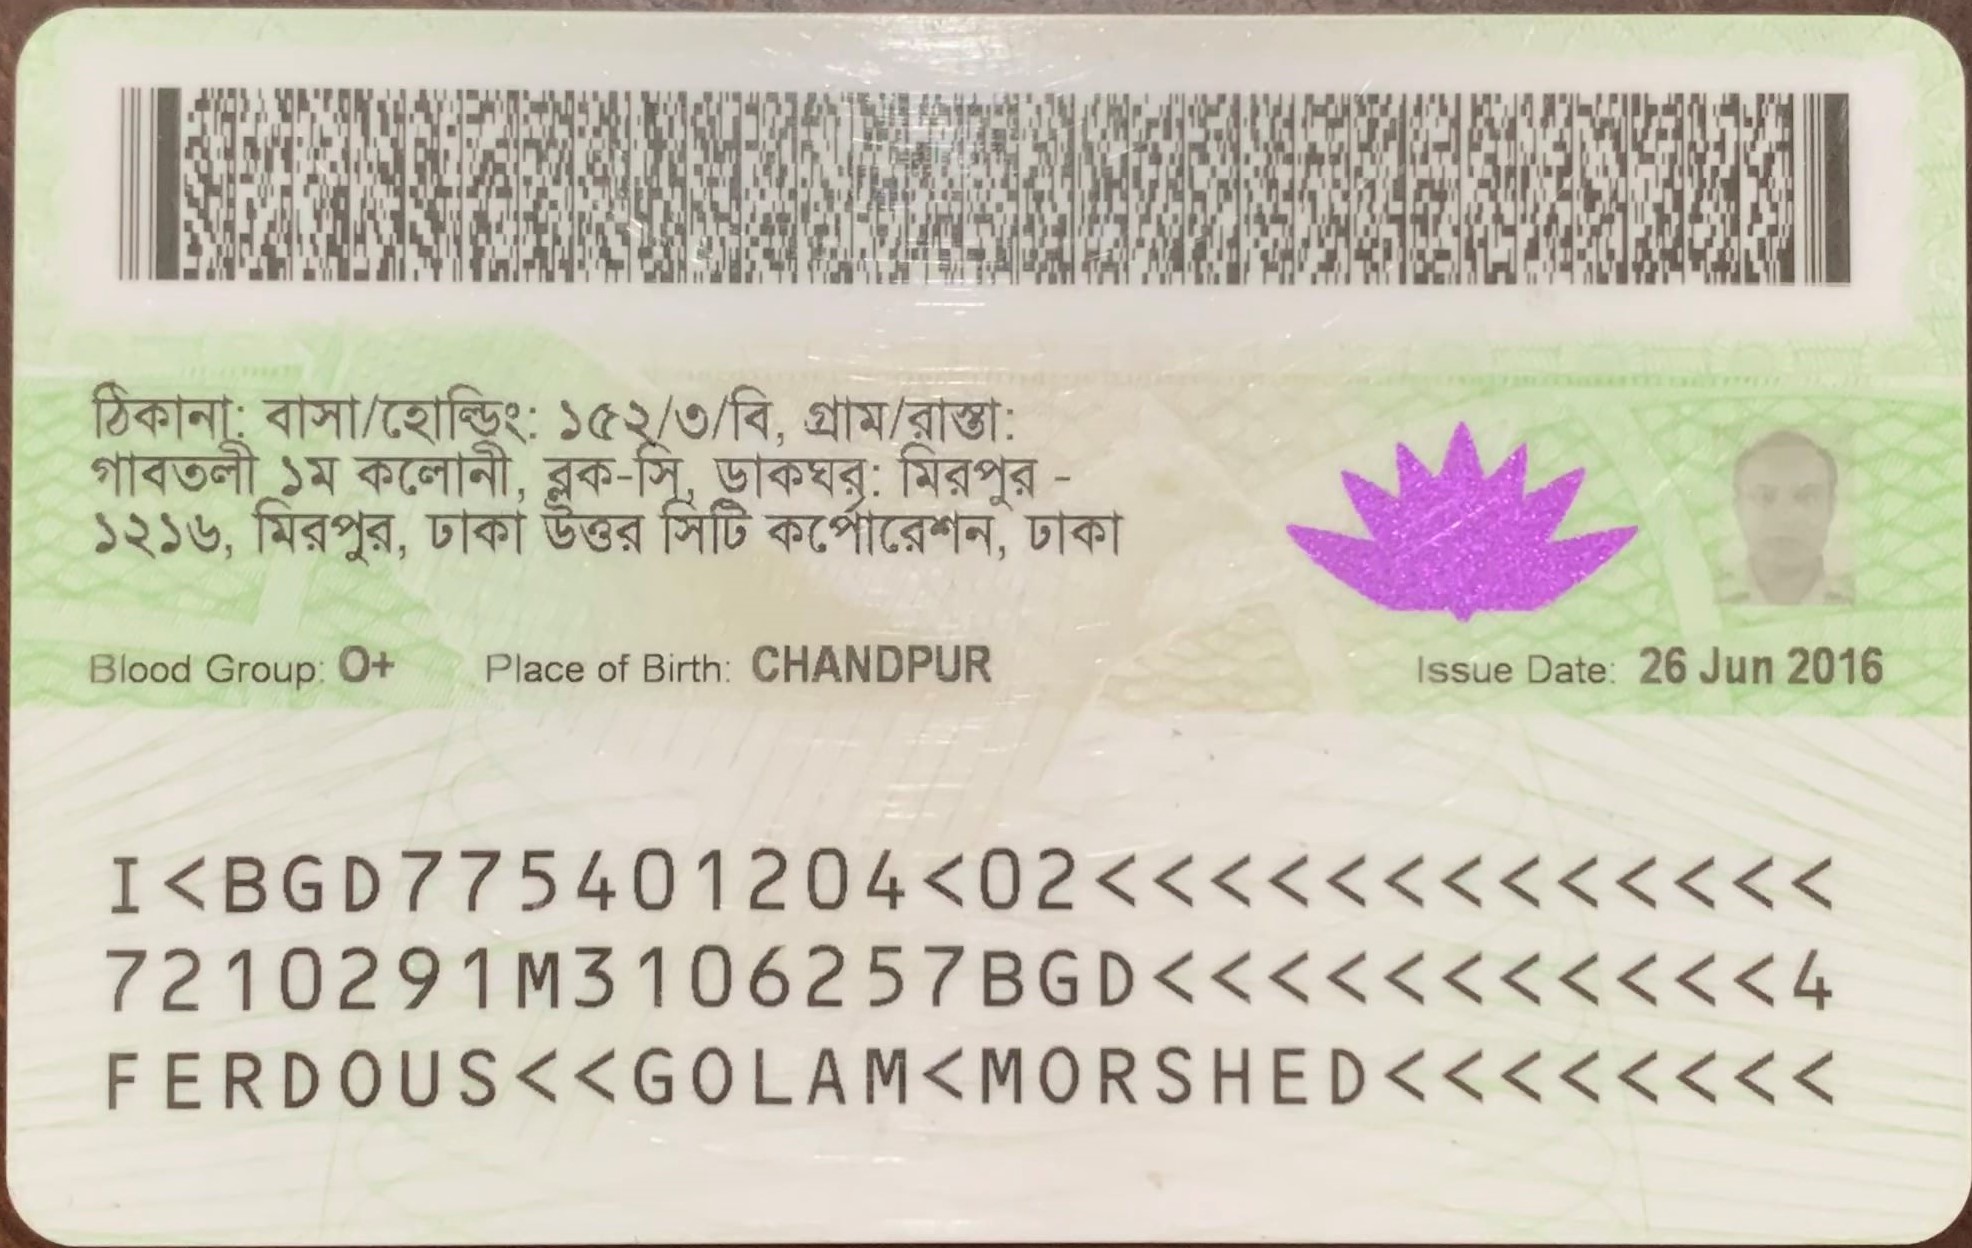 ঠিকানা: বাসা/হোল্ডিং: ১৫২/৩/বি, গ্রাম/রাস্তা:
গাবতলী ১ম কলোনী, ব্লক-সি, ডাকঘর: মিরপুর -
১২১৬, মিরপুর, ঢাকা উত্তর সিটি কর্পোরেশন, ঢাকা
Blood Group: O+ Place of Birth: CHANDPUR Issue Date: 26 Jun 2016
I<BGD775401204<02<<<<<<<<<<<<<
7210291M3106257BGD<<<<<<<<<<<4
FERDOUS<<GOLAM<MORSHED<<<<<<<<